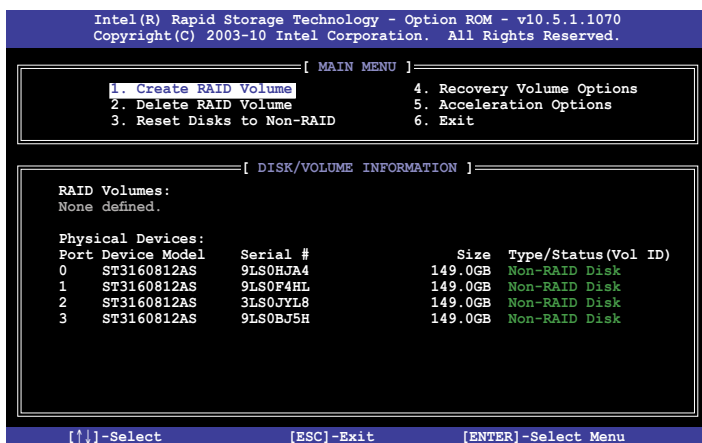 Intel(R) Rapid Storage Technology - Option ROM - v10.5.1.1070
Copyright(C) 2003-10 Intel Corporation. All Rights Reserved.
[ MAIN MENU ]
1. Create RAID Volume 4. Recovery Volume Options
2. Delete RAID Volume 5. Acceleration Options
3. Reset Disks to Non-RAID 6. Exit
[ DISK/VOLUME INFORMATION ]
RAID Volumes:
None defined.
Physical Devices:
Port Device Model Serial # Size Type/Status(Vol ID)
0 ST3160812AS 9LS0HJA4 149.0GB Non-RAID Disk
1 ST3160812AS 9LS0F4HL 149.0GB Non-RAID Disk
2 ST3160812AS 3LS0JYL8 149.0GB Non-RAID Disk
3 ST3160812AS 9LS0BJ5H 149.0GB Non-RAID Disk
[↑↓]-Select [ESC]-Exit [ENTER]-Select Menu